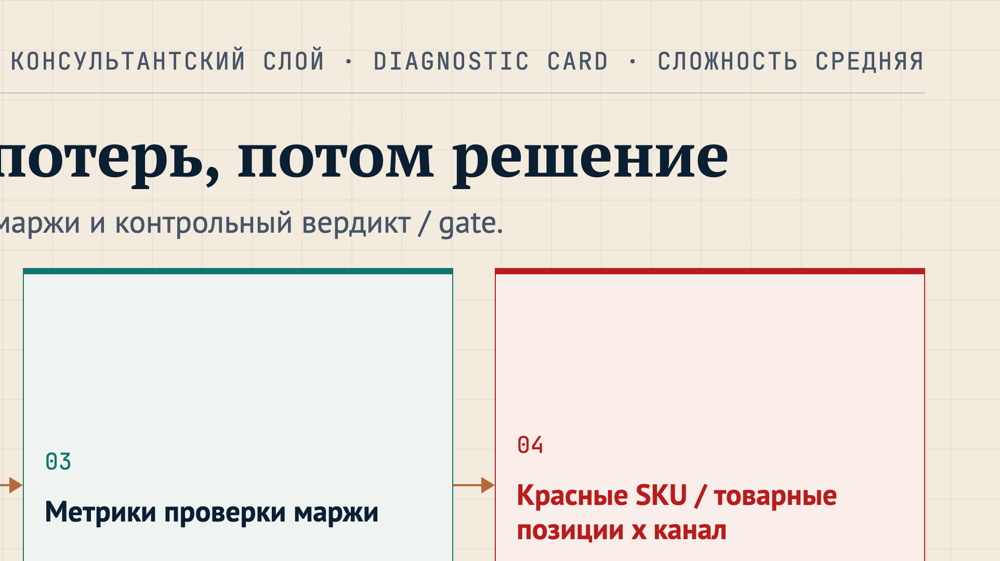 КОНСУЛЬТАНТСКИЙ СЛОЙ · DIAGNOSTIC CARD · СЛОЖНОСТЬ СРЕДНЯЯ
потерь, потом решение
маржи и контрольный вердикт / gate.
03
Метрики проверки маржи
04
Красные SKU / товарные
позиции x канал